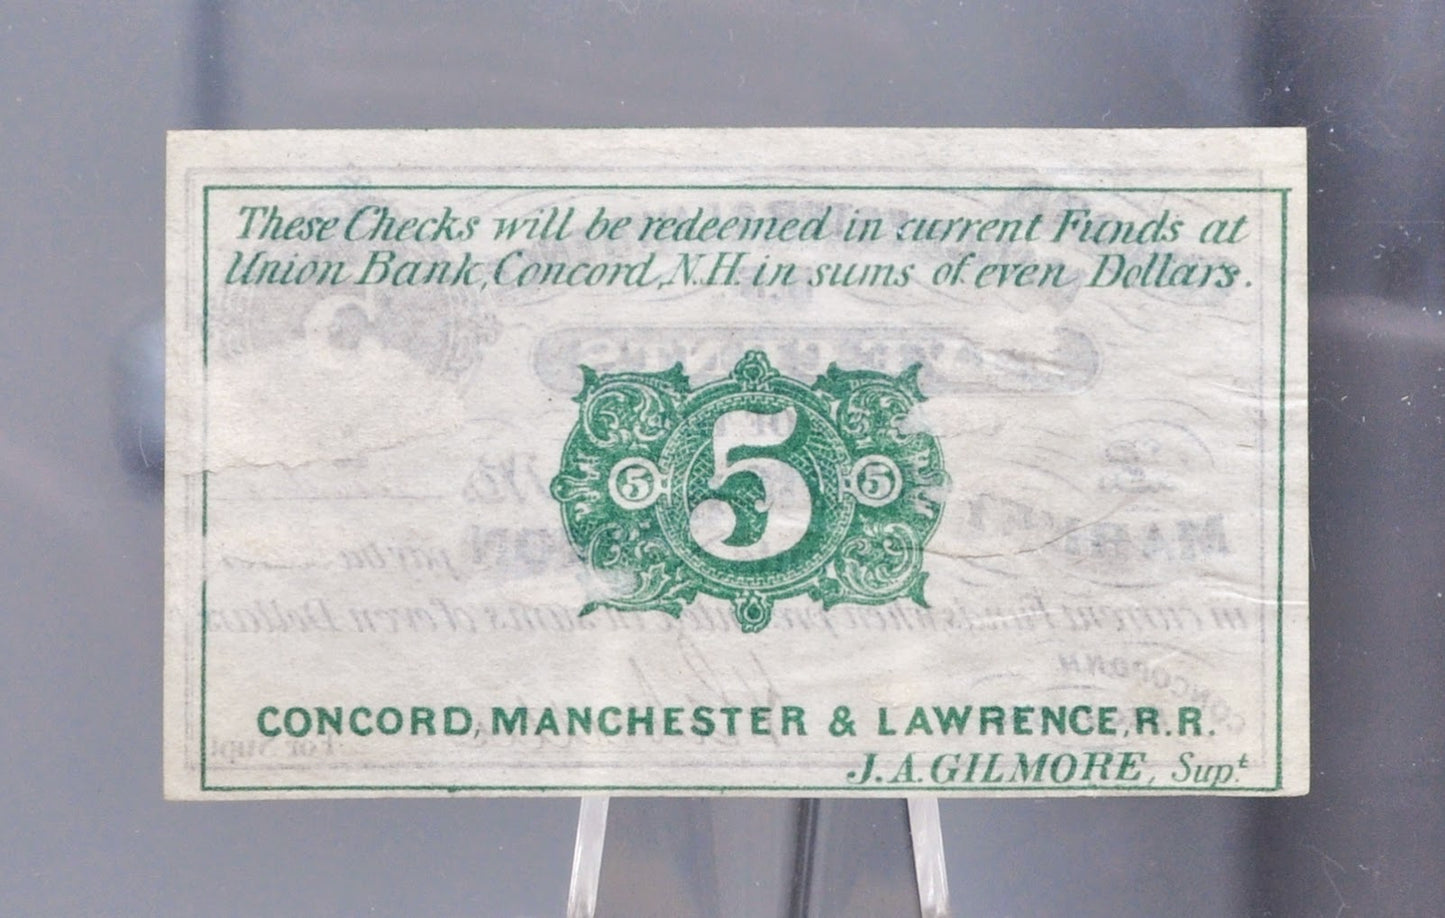 These Checks will be redeemed in current Funds at
Union Bank, Concord, N.H. in sums of even Dollars.
5 5 5
CONCORD, MANCHESTER & LAWRENCE, R.R.
J.A. GILMORE, Sup.t